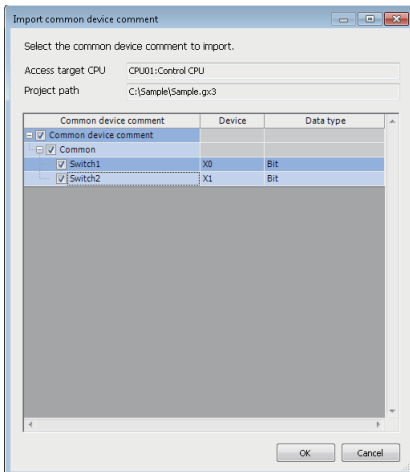 Import common device comment
Select the common device comment to import.
Access target CPU CPU01:Control CPU
Project path C:\Sample\Sample.gx3
Common device comment Device Data type
Common device comment
Common
Switch1 X0 Bit
Switch2 X1 Bit
OK Cancel